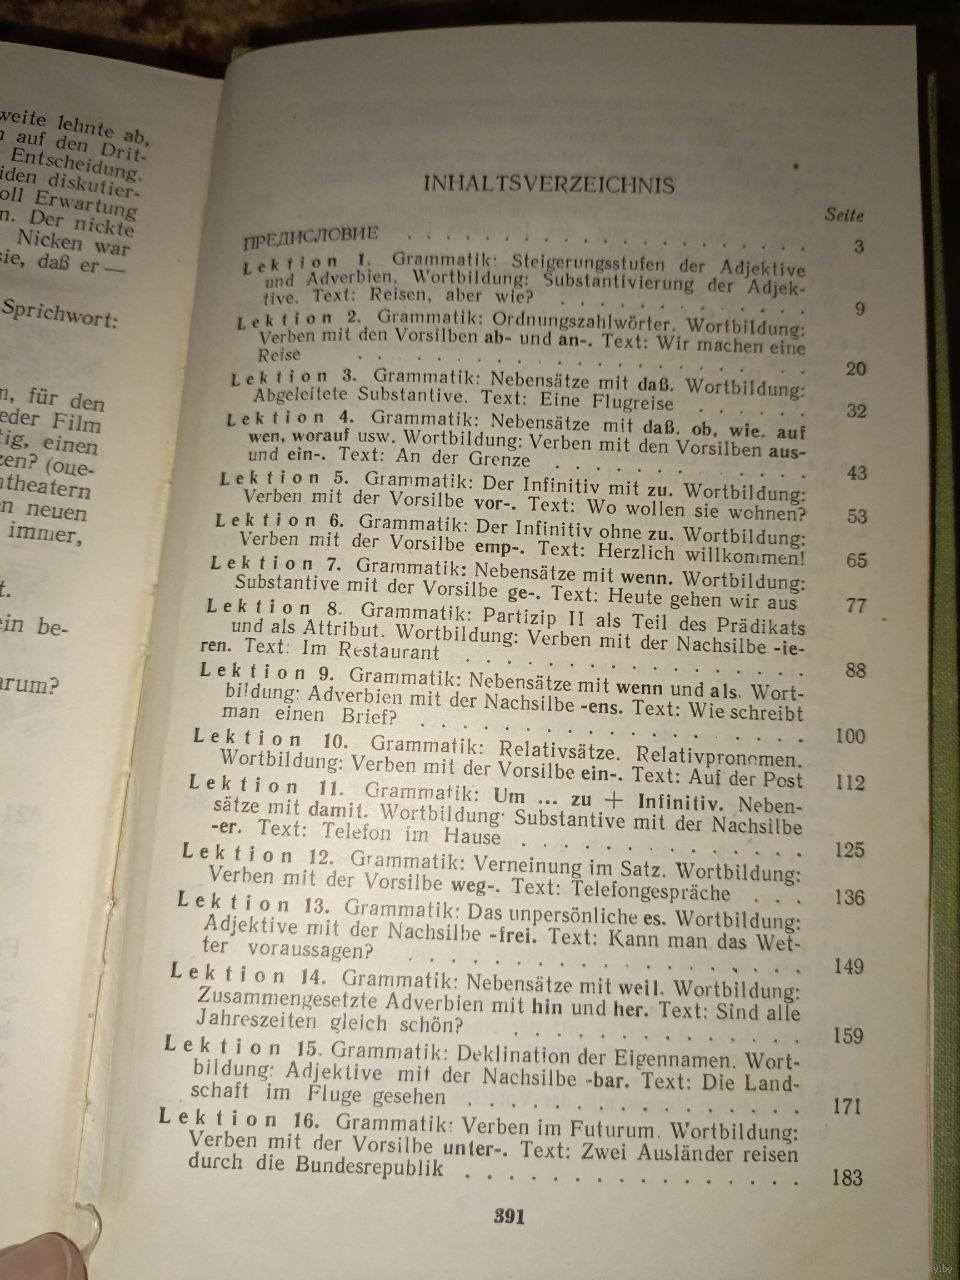 weite lehnte ab,
auf den Drit-
Entscheidung.
iden diskutier-
oll Erwartung
n. Der nickte
Nicken war
sie, daß er —
Sprichwort:
n, für den
eder Film
tig, einen
zen? (oue-
ntheatern
en neuen
immer,
t.
ein be-
arum?
INHALTSVERZEICHNIS
Seite
ПРЕДИСЛОВИЕ . . . . . . . . . . . . . . . . . . 3
Lektion 1. Grammatik: Steigerungsstufen der Adjektive
und Adverbien. Wortbildung: Substantivierung der Adjek-
tive. Text: Reisen, aber wie? . . . . . . . . . . . 9
Lektion 2. Grammatik: Ordnungszahlwörter. Wortbildung:
Verben mit den Vorsilben ab- und an-. Text: Wir machen eine
Reise . . . . . . . . . . . . . . . . . . 20
Lektion 3. Grammatik: Nebensätze mit daß. Wortbildung:
Abgeleitete Substantive. Text: Eine Flugreise . . . . . . 32
Lektion 4. Grammatik: Nebensätze mit daß. ob, wie. auf
wen, worauf usw. Wortbildung: Verben mit den Vorsilben aus-
und ein-. Text: An der Grenze . . . . . . . . . . . 43
Lektion 5. Grammatik: Der Infinitiv mit zu. Wortbildung:
Verben mit der Vorsilbe vor-. Text: Wo wollen sie wohnen? 53
Lektion 6. Grammatik: Der Infinitiv ohne zu. Wortbildung:
Verben mit der Vorsilbe emp-. Text: Herzlich willkommen! 65
Lektion 7. Grammatik: Nebensätze mit wenn. Wortbildung:
Substantive mit der Vorsilbe ge-. Text: Heute gehen wir aus 77
Lektion 8. Grammatik: Partizip II als Teil des Prädikats
und als Attribut. Wortbildung: Verben mit der Nachsilbe -ie-
ren. Text: Im Restaurant . . . . . . . . . . . . . . 88
Lektion 9. Grammatik: Nebensätze mit wenn und als. Wort-
bildung: Adverbien mit der Nachsilbe -ens. Text: Wie schreibt
man einen Brief? . . . . . . . . . . . . . . . . 100
Lektion 10. Grammatik: Relativsätze. Relativpronomen.
Wortbildung: Verben mit der Vorsilbe ein-. Text: Auf der Post 112
Lektion 11. Grammatik: Um ... zu + Infinitiv. Neben-
sätze mit damit. Wortbildung: Substantive mit der Nachsilbe
-er. Text: Telefon im Hause . . . . . . . . . . . . 125
Lektion 12. Grammatik: Verneinung im Satz. Wortbildung:
Verben mit der Vorsilbe weg-. Text: Telefongespräche . . . 136
Lektion 13. Grammatik: Das unpersönliche es. Wortbildung:
Adjektive mit der Nachsilbe -frei. Text: Kann man das Wet-
ter voraussagen? . . . . . . . . . . . . . . . . 149
Lektion 14. Grammatik: Nebensätze mit weil. Wortbildung:
Zusammengesetzte Adverbien mit hin und her. Text: Sind alle
Jahreszeiten gleich schön? . . . . . . . . . . . . 159
Lektion 15. Grammatik: Deklination der Eigennamen. Wort-
bildung: Adjektive mit der Nachsilbe -bar. Text: Die Land-
schaft im Fluge gesehen . . . . . . . . . . . . . . 171
Lektion 16. Grammatik: Verben im Futurum. Wortbildung:
Verben mit der Vorsilbe unter-. Text: Zwei Ausländer reisen
durch die Bundesrepublik . . . . . . . . . . . . . . 183
391